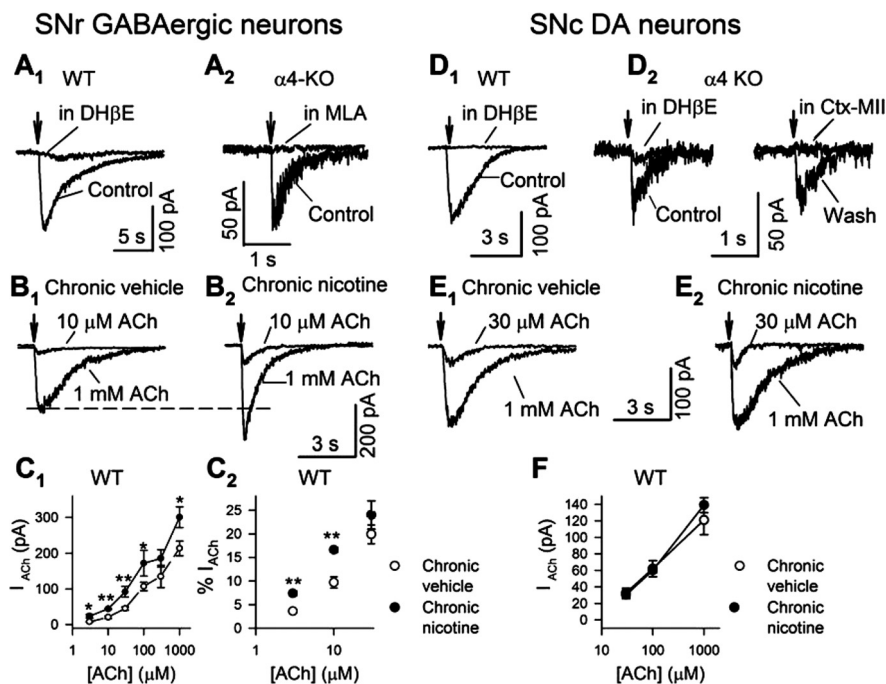 SNr GABAergic neurons
SNc DA neurons
A1 WT
A2 α4-KO
D1 WT
D2 α4 KO
in DHβE
in MLA
in DHβE
in DHβE
in Ctx-MII
Control
Control
Control
Control
Wash
5 s
100 pA
50 pA
1 s
3 s
100 pA
1 s
50 pA
B1 Chronic vehicle
B2 Chronic nicotine
E1 Chronic vehicle
E2 Chronic nicotine
10 μM ACh
10 μM ACh
30 μM ACh
30 μM ACh
1 mM ACh
1 mM ACh
1 mM ACh
1 mM ACh
3 s
200 pA
3 s
100 pA
C1 WT
C2 WT
F WT
IACh (pA)
300
200
100
0
* ** ** * *
1 10 100 1000
[ACh] (μM)
% IACh
25
20
15
10
5
0
** **
1 10
[ACh] (μM)
Chronic
vehicle
Chronic
nicotine
IACh (pA)
140
120
100
80
60
40
20
0
10 100 1000
[ACh] (μM)
Chronic
vehicle
Chronic
nicotine